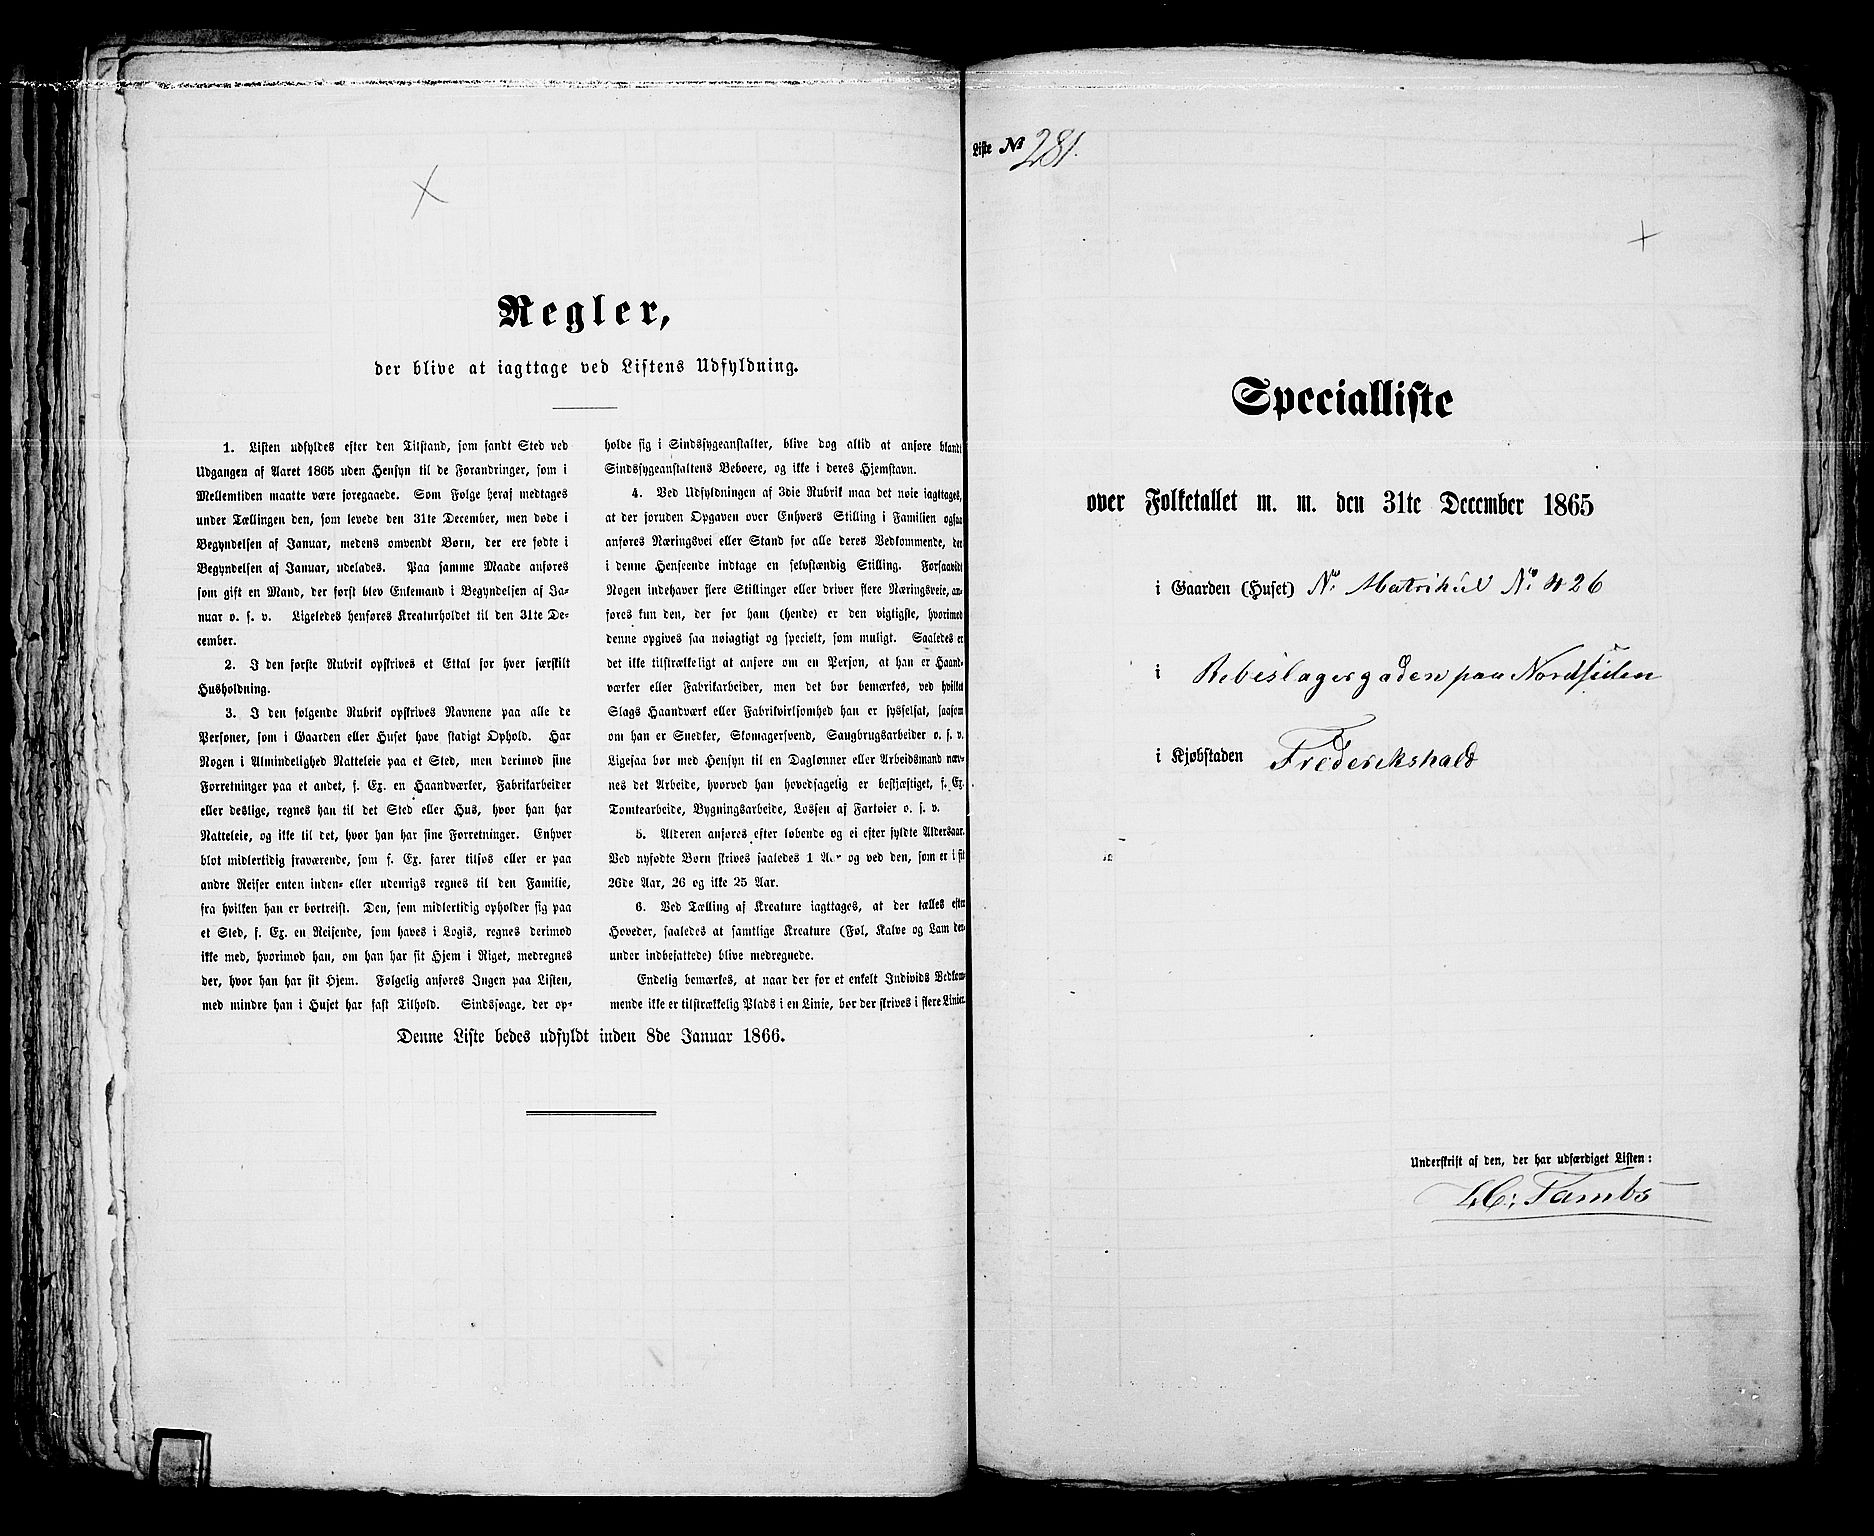 Regler,
der blive at iagttage ved Listens Udfyldning.
1. Listen udfyldes efter den Tilstand, som fandt Sted ved
Udgangen af Aaret 1865 uden Hensyn til de Forandringer, som i
Mellemtiden maatte være foregaaede. Som Følge heraf medtages
under Tællingen den, som levede den 31te December, men døde i
Begyndelsen af Januar, medens omvendt Børn, der ere fødte i
Begyndelsen af Januar, udelades. Paa samme Maade anføres
som gift en Mand, der først blev Enkemand i Begyndelsen af Ja-
nuar o. s. v. Ligeledes henføres Kreaturholdet til den 31te De-
cember.
2. I den første Rubrik opskrives et Ettal for hver særskilt
Husholdning.
3. I den følgende Rubrik opskrives Navnene paa alle de
Personer, som i Gaarden eller Huset have stadigt Ophold. Har
Nogen i Almindelighed Natteleie paa et Sted, men derimod sine
Forretninger paa et andet, f. Ex. en Haandværker, Fabrikarbeider
eller deslige, regnes han til det Sted eller Hus, hvor han har
Natteleie, og ikke til det, hvor han har sine Forretninger. Enhver
blot midlertidig fraværende, som f. Ex. farer tilsøs eller er paa
andre Reiser enten inden- eller udenrigs regnes til den Familie,
fra hvilken han er bortreist. Den, som midlertidig opholder sig paa
et Sted, f. Ex. en Reisende, som haves i Logis, regnes derimod
ikke med, hvorimod han, om han har sit Hjem i Riget, medregnes
der, hvor han har sit Hjem. Følgelig anføres Ingen paa Listen,
med mindre han i Huset har fast Tilhold. Sindssvage, der op-
holde sig i Sindssygeanstalter, blive dog altid at anføre blandt
Sindssygeanstaltens Beboere, og ikke i deres Hjemstavn.
4. Ved Udfyldningen af 3die Rubrik maa det nøie iagttages,
at der foruden Opgaven over Enhvers Stilling i Familien ogsaa
anføres Næringsvei eller Stand for alle deres Vedkommende, der
i denne Henseende indtage en selvstændig Stilling. Forsaavidt
Nogen indehaver flere Stillinger eller driver flere Næringsveie, an-
føres kun den, der for ham (hende) er den vigtigste, hvorimod
denne opgives saa nøiagtigt og specielt, som muligt. Saaledes er
det ikke tilstrækkeligt at anføre om en Person, at han er Haand-
værker eller Fabrikarbeider, men det bør bemærkes, ved hvilket
Slags Haandværk eller Fabrikvirksomhed han er sysselsat, saasom
om han er Snedker, Skomagersvend, Saugbrugsarbeider o. s. v.
Ligesaa bør med Hensyn til en Daglønner eller Arbeidsmand næv-
nes det Arbeide, hvorved han hovedsagelig er beskjæftiget, f. Ex.
Tomtearbeide, Bygningsarbeide, Lossen af Fartøier o. s. v.
5. Alderen anføres efter løbende og ei efter fyldte Aldersaar.
Ved nyfødte Børn skrives saaledes 1 Aar og ved den, som er i sit
26de Aar, 26 og ikke 25 Aar.
6. Ved Tælling af Kreature iagttages, at der tælles efter
Hoveder, saaledes at samtlige Kreature (Føl, Kalve og Lam der-
under indbefattede) blive medregnede.
Endelig bemærkes, at naar der for et enkelt Individs Vedkom-
mende ikke er tilstrækkelig Plads i en Linie, bør der skrives i flere Linier.
Denne Liste bedes udfyldt inden 8de Januar 1866.
Liste № 281.
Specialliste
over Folketallet m. m. den 31te December 1865
i Gaarden (Huset) No. Matrikül No. 426
i Rebeslagergaden paa Nordsiden
i Kjøbstaden Frederikshald
Underskrift af den, der har udfærdiget Listen:
Tambs